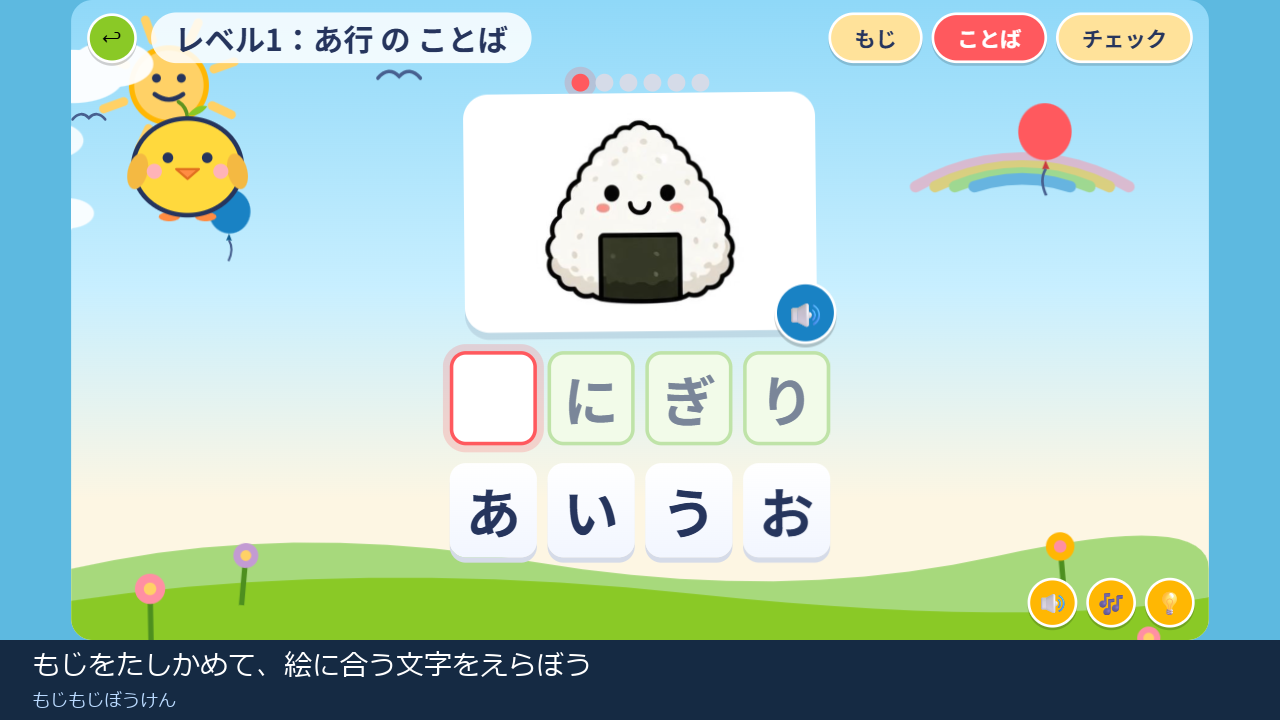 レベル1：あ行 の ことば
もじ
ことば
チェック
に ぎ り
あ い う お
もじをたしかめて、絵に合う文字をえらぼう
もじもじぼうけん